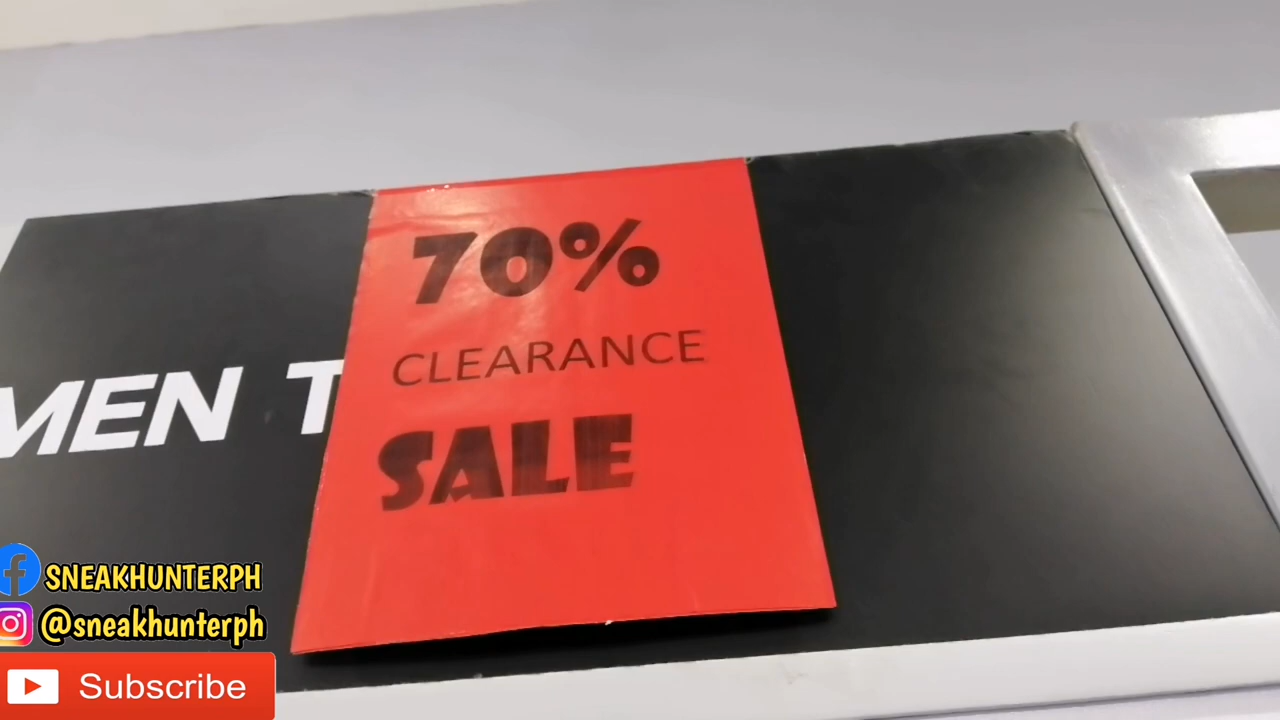 70%
CLEARANCE
SALE
MEN T
SNEAKHUNTERPH
@sneakhunterph
Subscribe